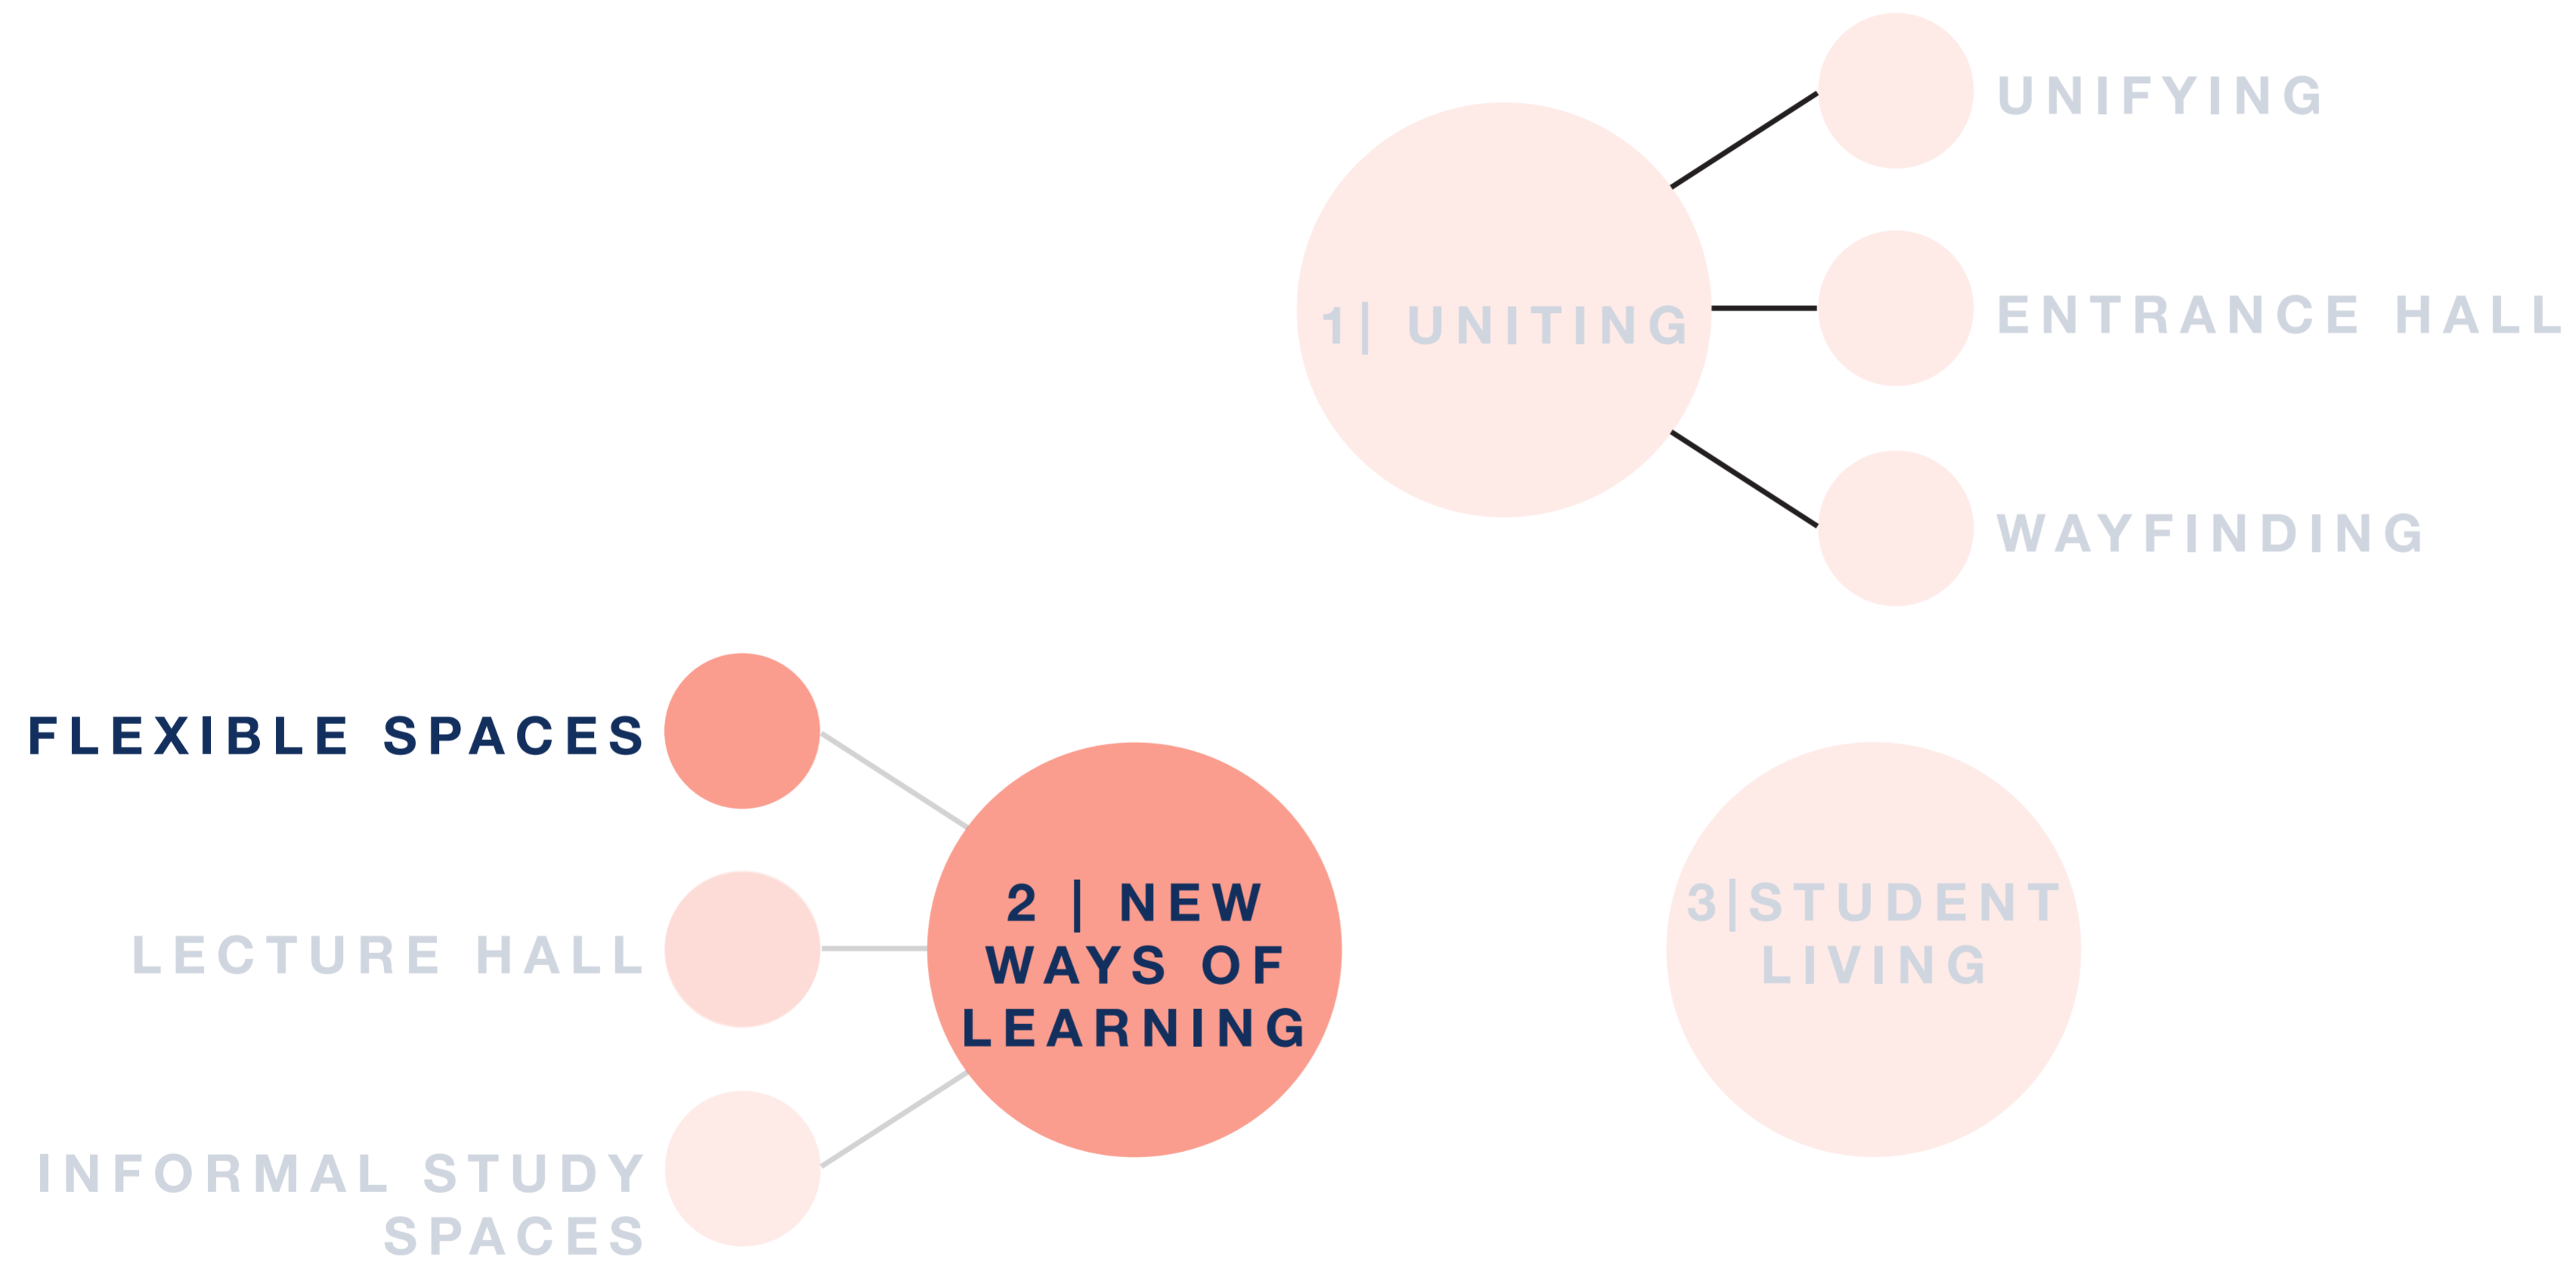 UNIFYING
1| UNITING
ENTRANCE HALL
WAYFINDING
FLEXIBLE SPACES
LECTURE HALL
INFORMAL STUDY
SPACES
2 | NEW
WAYS OF
LEARNING
3|STUDENT
LIVING